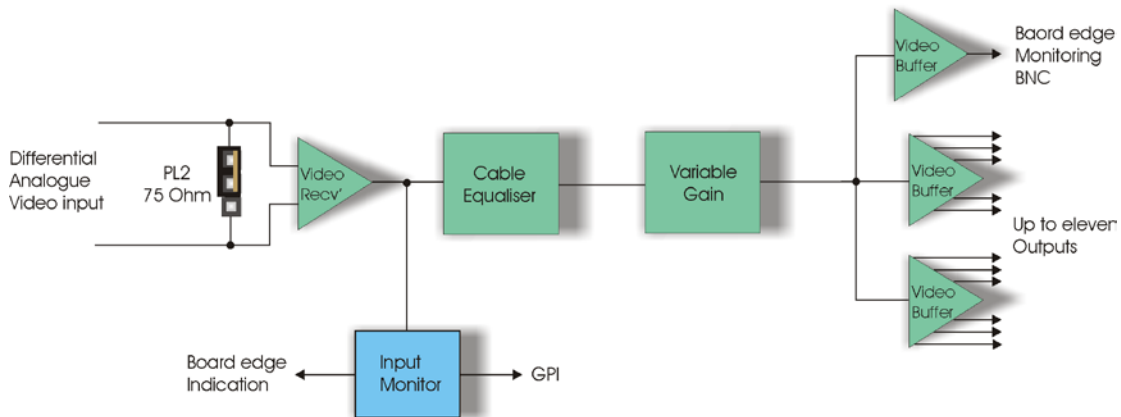 Differential
Analogue
Video input
PL2
75 Ohm
Video
Recv'
Cable
Equaliser
Variable
Gain
Video
Buffer
Baord edge
Monitoring
BNC
Video
Buffer
Up to eleven
Outputs
Video
Buffer
Board edge
Indication
Input
Monitor
GPI